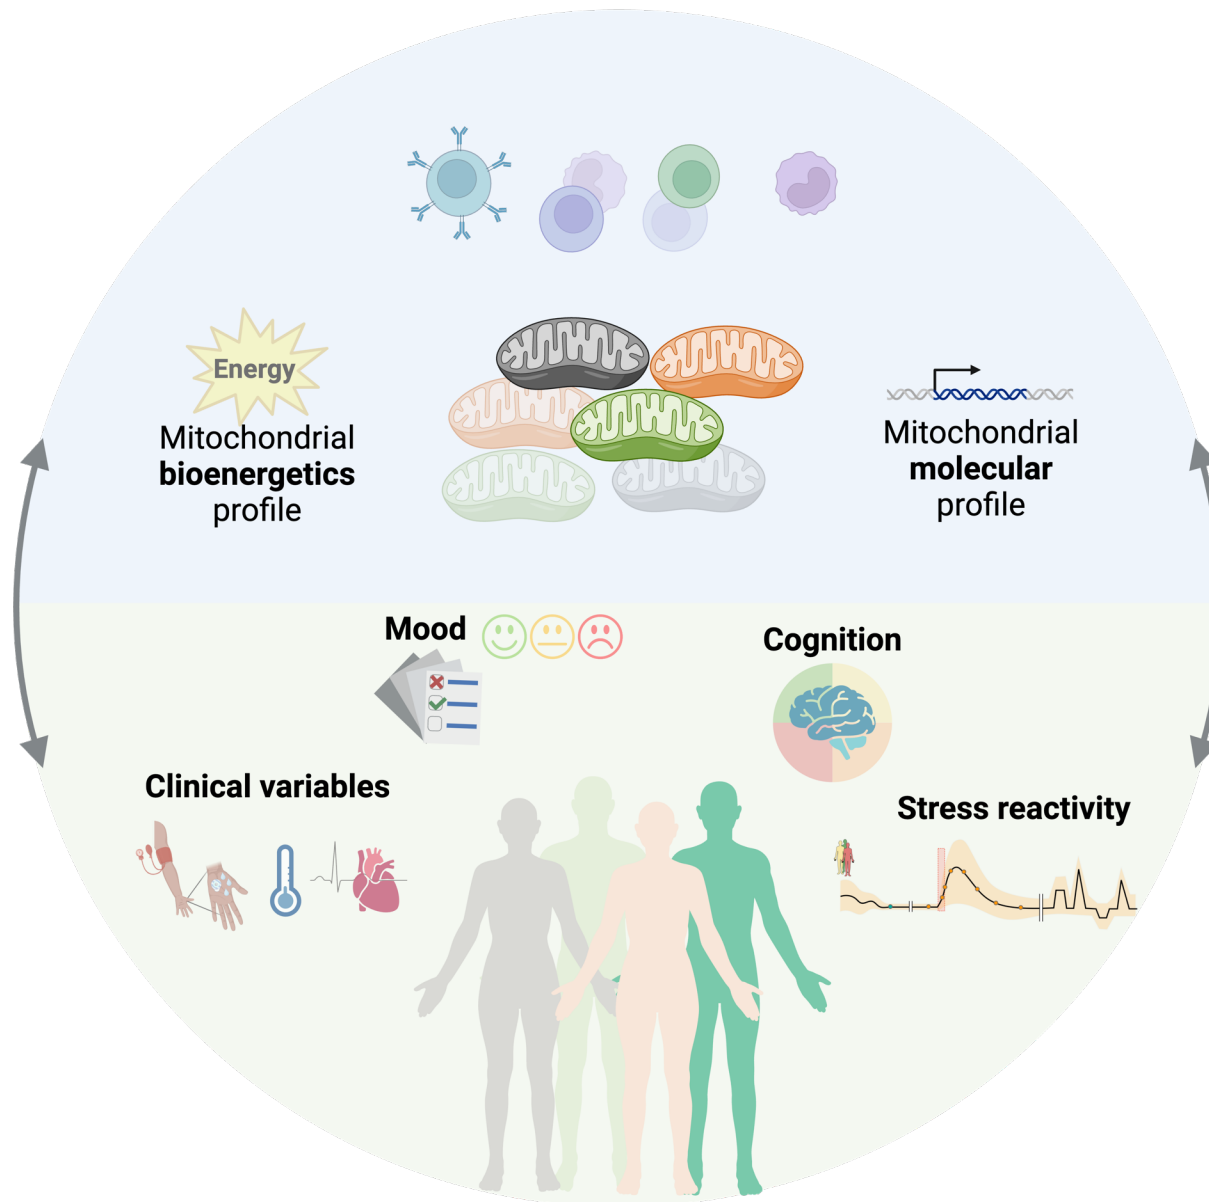 Energy
Mitochondrial
bioenergetics
profile
Mitochondrial
molecular
profile
Mood
Cognition
Clinical variables
Stress reactivity